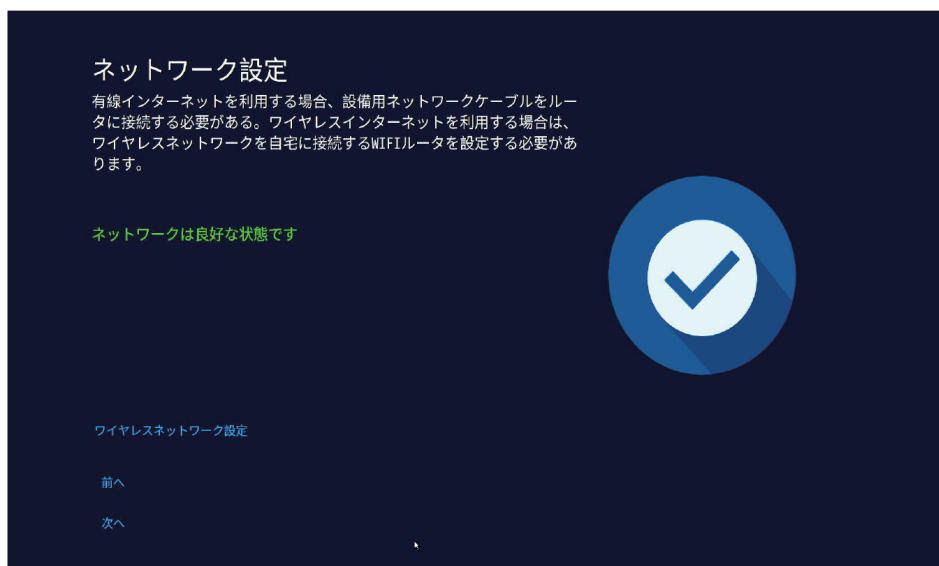 ネットワーク設定
有線インターネットを利用する場合、設備用ネットワークケーブルをルー
タに接続する必要がある。ワイヤレスインターネットを利用する場合は、
ワイヤレスネットワークを自宅に接続するWIFIルータを設定する必要があ
ります。
ネットワークは良好な状態です
ワイヤレスネットワーク設定
前へ
次へ